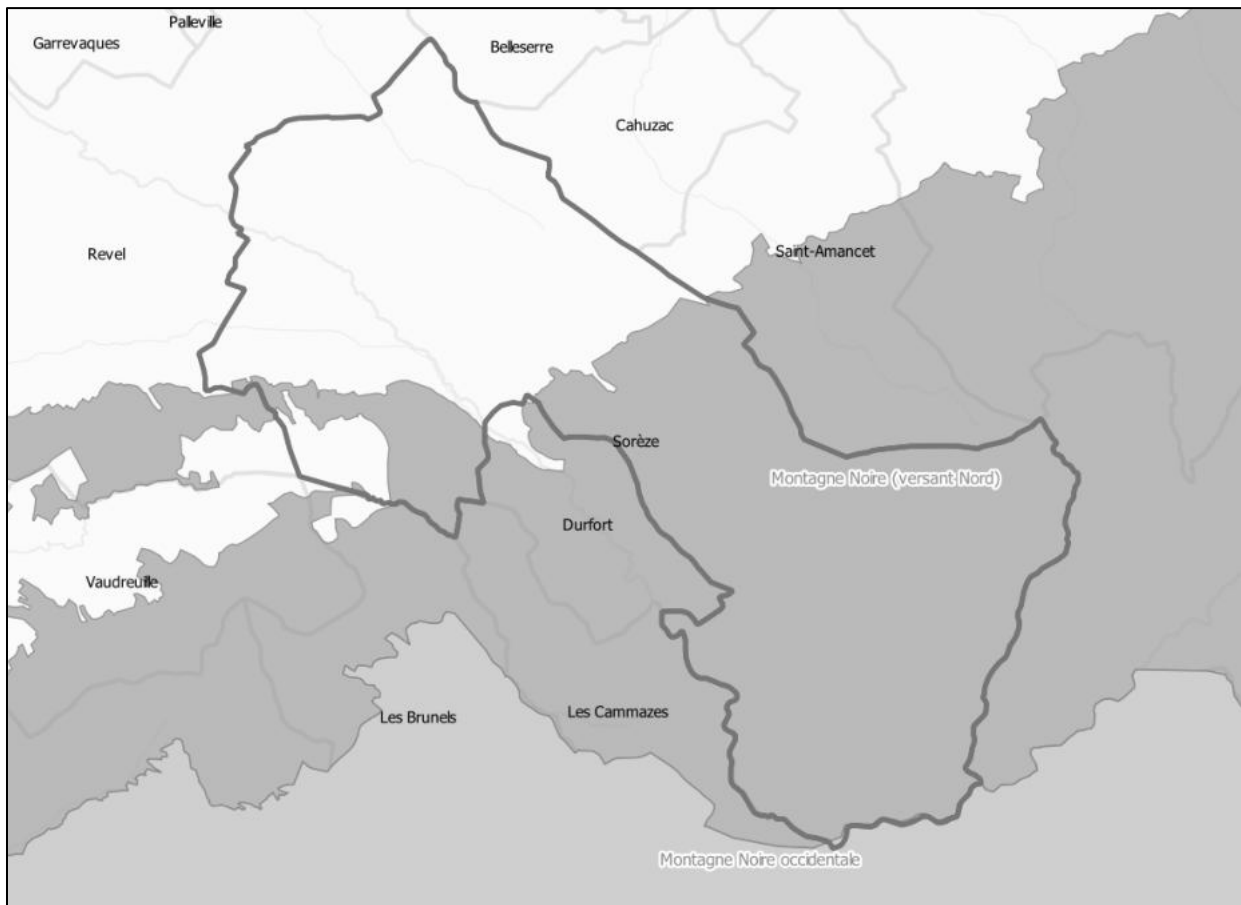 Palleville
Garrevaques
Belleserre
Cahuzac
Revel
Saint-Amancet
Sorèze
Montagne Noire (versant Nord)
Durfort
Vaudreuille
Les Brunels
Les Cammazes
Montagne Noire occidentale